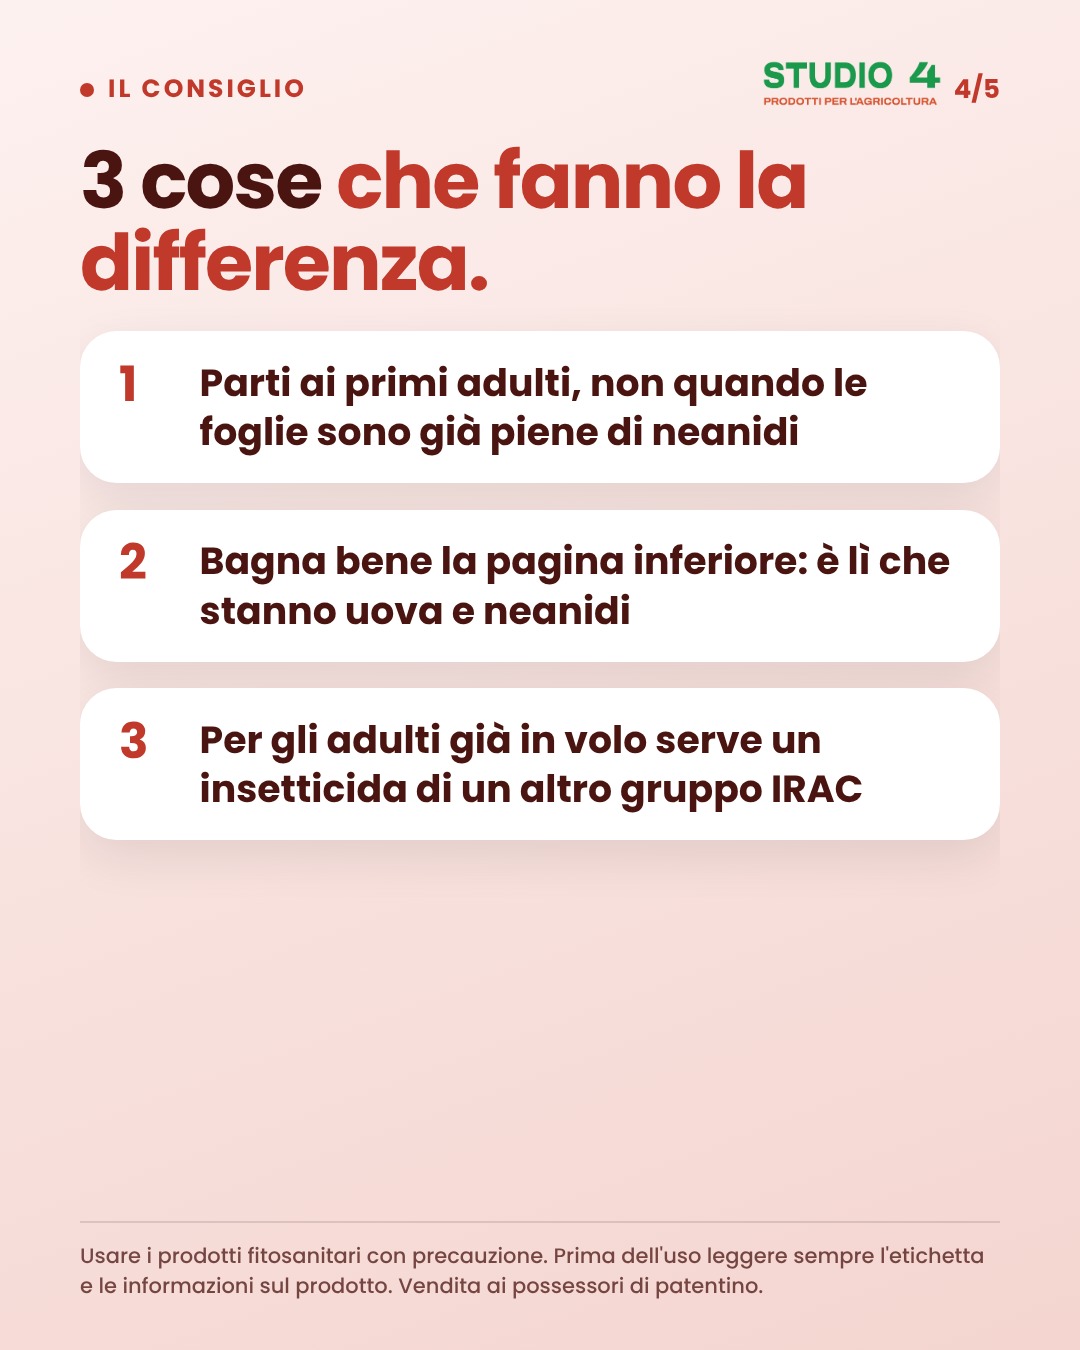 IL CONSIGLIO
STUDIO 4
PRODOTTI PER L'AGRICOLTURA
4/5
3 cose che fanno la
differenza.
1
Parti ai primi adulti, non quando le
foglie sono già piene di neanidi
2
Bagna bene la pagina inferiore: è lì che
stanno uova e neanidi
3
Per gli adulti già in volo serve un
insetticida di un altro gruppo IRAC
Usare i prodotti fitosanitari con precauzione. Prima dell'uso leggere sempre l'etichetta
e le informazioni sul prodotto. Vendita ai possessori di patentino.